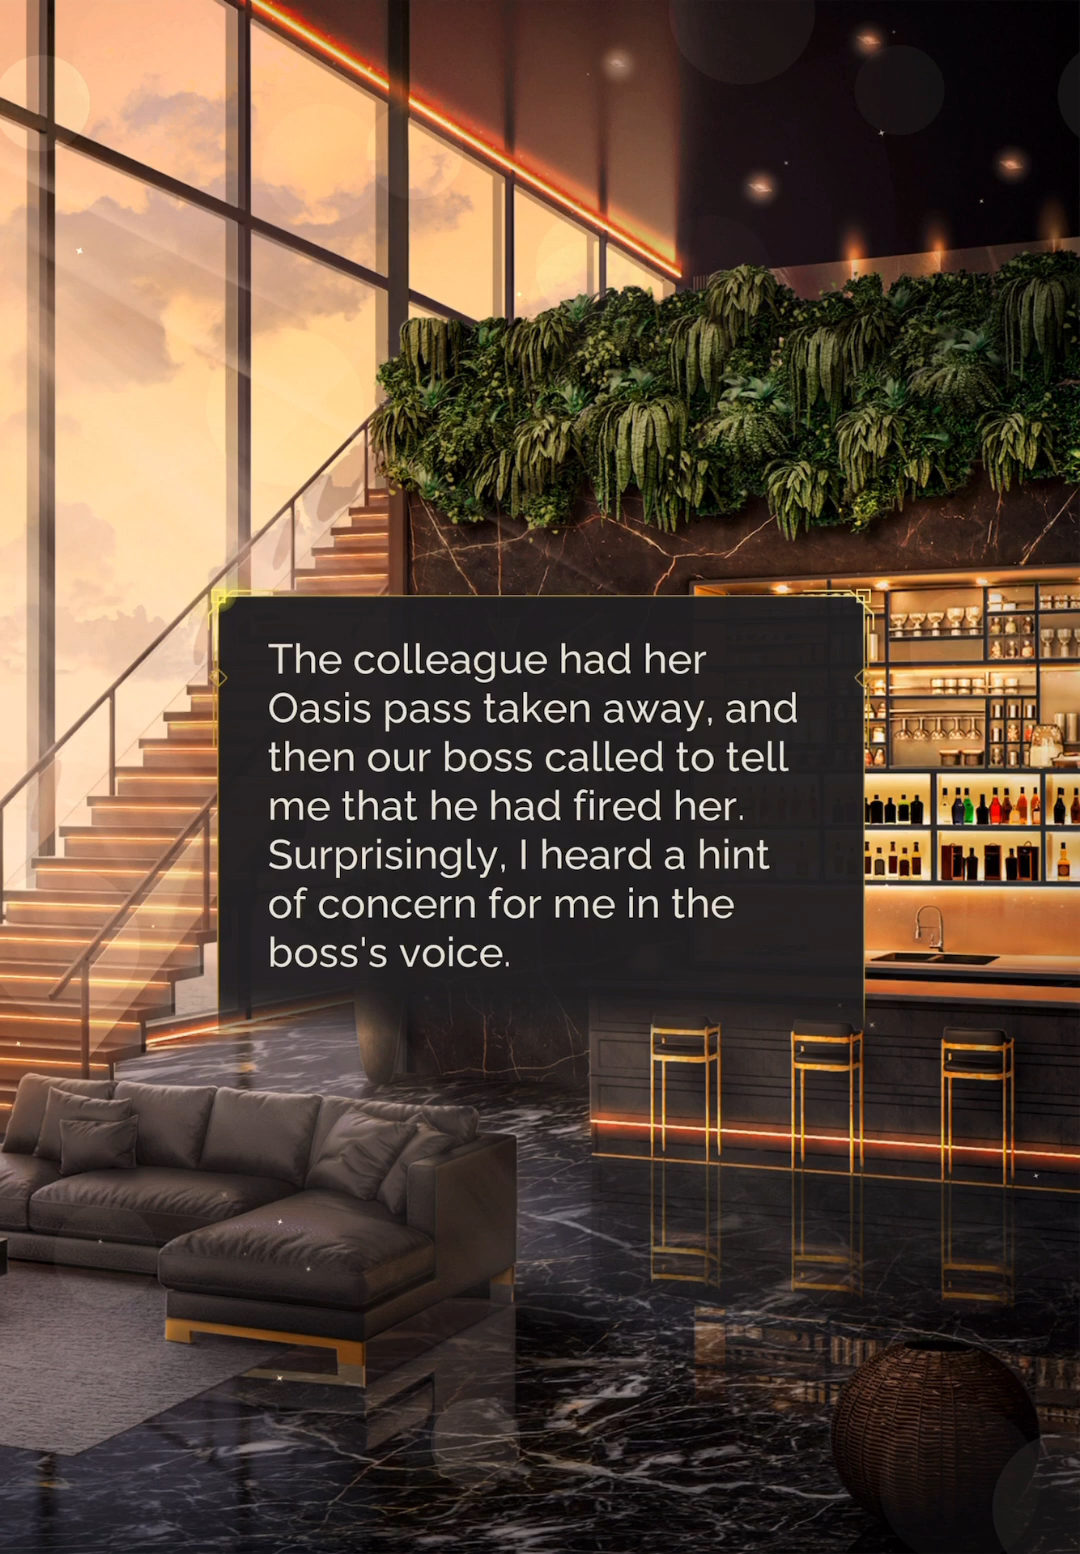 The colleague had her
Oasis pass taken away, and
then our boss called to tell
me that he had fired her.
Surprisingly, I heard a hint
of concern for me in the
boss's voice.